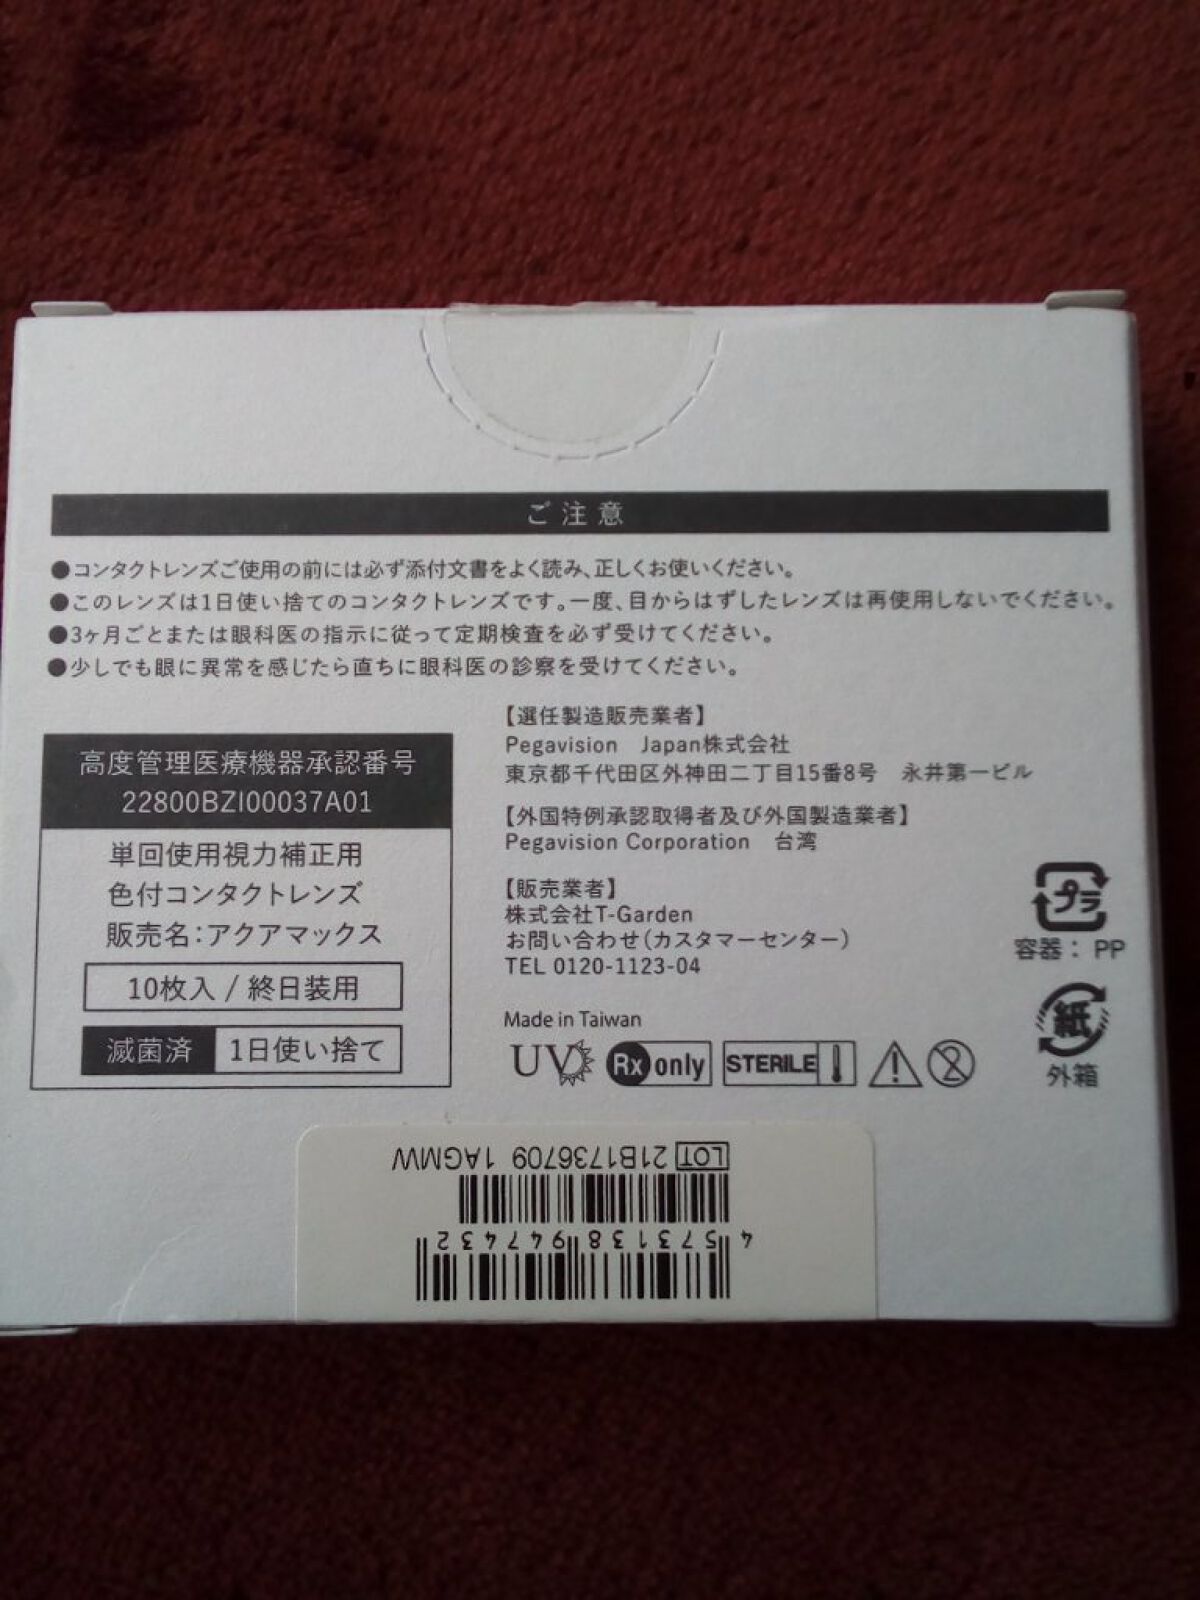 ご注意
●コンタクトレンズご使用の前には必ず添付文書をよく読み、正しくお使いください。
●このレンズは1日使い捨てのコンタクトレンズです。一度、目からはずしたレンズは再使用しないでください。
●3ヶ月ごとまたは眼科医の指示に従って定期検査を必ず受けてください。
●少しでも眼に異常を感じたら直ちに眼科医の診察を受けてください。
高度管理医療機器承認番号
22800BZI00037A01
単回使用視力補正用
色付コンタクトレンズ
販売名：アクアマックス
10枚入 / 終日装用
滅菌済 1日使い捨て
【選任製造販売業者】
Pegavision Japan株式会社
東京都千代田区外神田二丁目15番8号 永井第一ビル
【外国特例承認取得者及び外国製造業者】
Pegavision Corporation 台湾
【販売業者】
株式会社T-Garden
お問い合わせ（カスタマーセンター）
TEL 0120-1123-04
Made in Taiwan
UV Rx only STERILE 2
プラ
容器： PP
紙
外箱
LOT 21B1736709 1AGMW
4 573138 947432